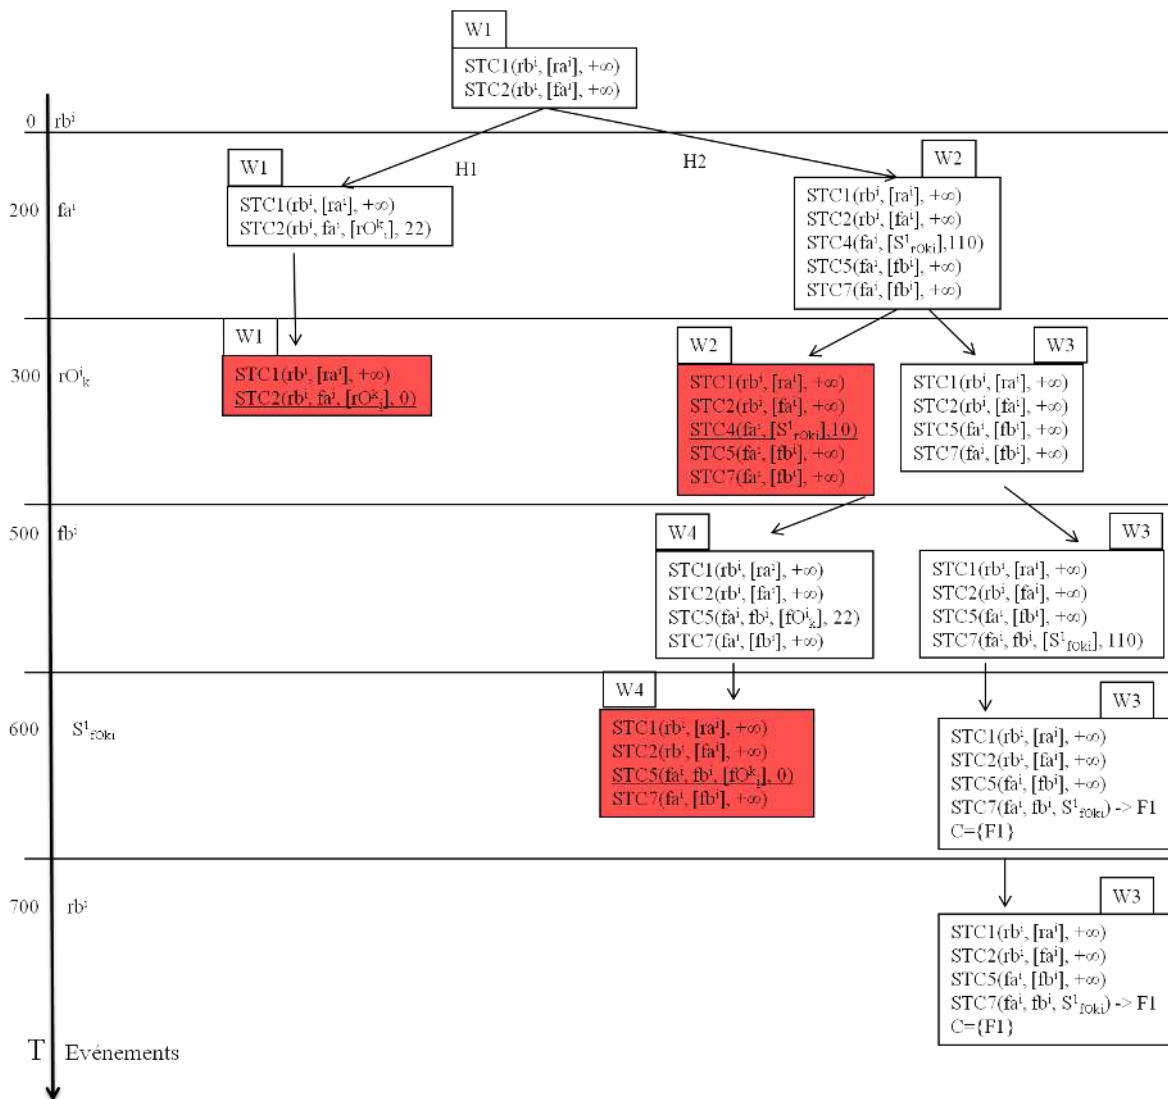 W1
STC1(rbⁱ, [raⁱ], +∞)
STC2(rbⁱ, [faⁱ], +∞)
0 rbⁱ
H1
H2
W1
STC1(rbⁱ, [raⁱ], +∞)
STC2(rbⁱ, faⁱ, [rOᵏᵢ], 22)
W2
STC1(rbⁱ, [raⁱ], +∞)
STC2(rbⁱ, [faⁱ], +∞)
STC4(faⁱ, [S¹rOki],110)
STC5(faⁱ, [fbⁱ], +∞)
STC7(faⁱ, [fbⁱ], +∞)
200 faⁱ
W1
STC1(rbⁱ, [raⁱ], +∞)
STC2(rbⁱ, faⁱ, [rOᵏᵢ], 0)
W2
STC1(rbⁱ, [raⁱ], +∞)
STC2(rbⁱ, [faⁱ], +∞)
STC4(faⁱ, [S¹rOki],10)
STC5(faⁱ, [fbⁱ], +∞)
STC7(faⁱ, [fbⁱ], +∞)
W3
STC1(rbⁱ, [raⁱ], +∞)
STC2(rbⁱ, [faⁱ], +∞)
STC5(faⁱ, [fbⁱ], +∞)
STC7(faⁱ, [fbⁱ], +∞)
300 rOⁱₖ
500 fbⁱ
W4
STC1(rbⁱ, [raⁱ], +∞)
STC2(rbⁱ, [faⁱ], +∞)
STC5(faⁱ, fbⁱ, [fOⁱₖ], 22)
STC7(faⁱ, [fbⁱ], +∞)
W3
STC1(rbⁱ, [raⁱ], +∞)
STC2(rbⁱ, [faⁱ], +∞)
STC5(faⁱ, [fbⁱ], +∞)
STC7(faⁱ, fbⁱ, [S¹fOki], 110)
600 S¹fOki
W4
STC1(rbⁱ, [raⁱ], +∞)
STC2(rbⁱ, [faⁱ], +∞)
STC5(faⁱ, fbⁱ, [fOᵏᵢ], 0)
STC7(faⁱ, [fbⁱ], +∞)
W3
STC1(rbⁱ, [raⁱ], +∞)
STC2(rbⁱ, [faⁱ], +∞)
STC5(faⁱ, [fbⁱ], +∞)
STC7(faⁱ, fbⁱ, S¹fOki) -> F1
C={F1}
700 rbⁱ
W3
STC1(rbⁱ, [raⁱ], +∞)
STC2(rbⁱ, [faⁱ], +∞)
STC5(faⁱ, [fbⁱ], +∞)
STC7(faⁱ, fbⁱ, S¹fOki) -> F1
C={F1}
T Evénements